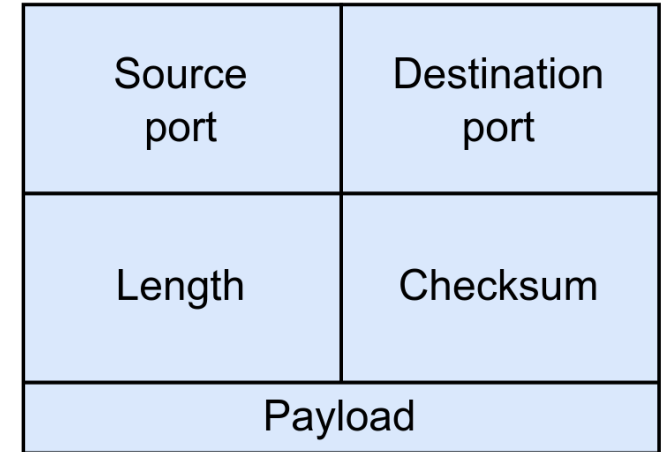 Source
port
Destination
port
Length
Checksum
Payload